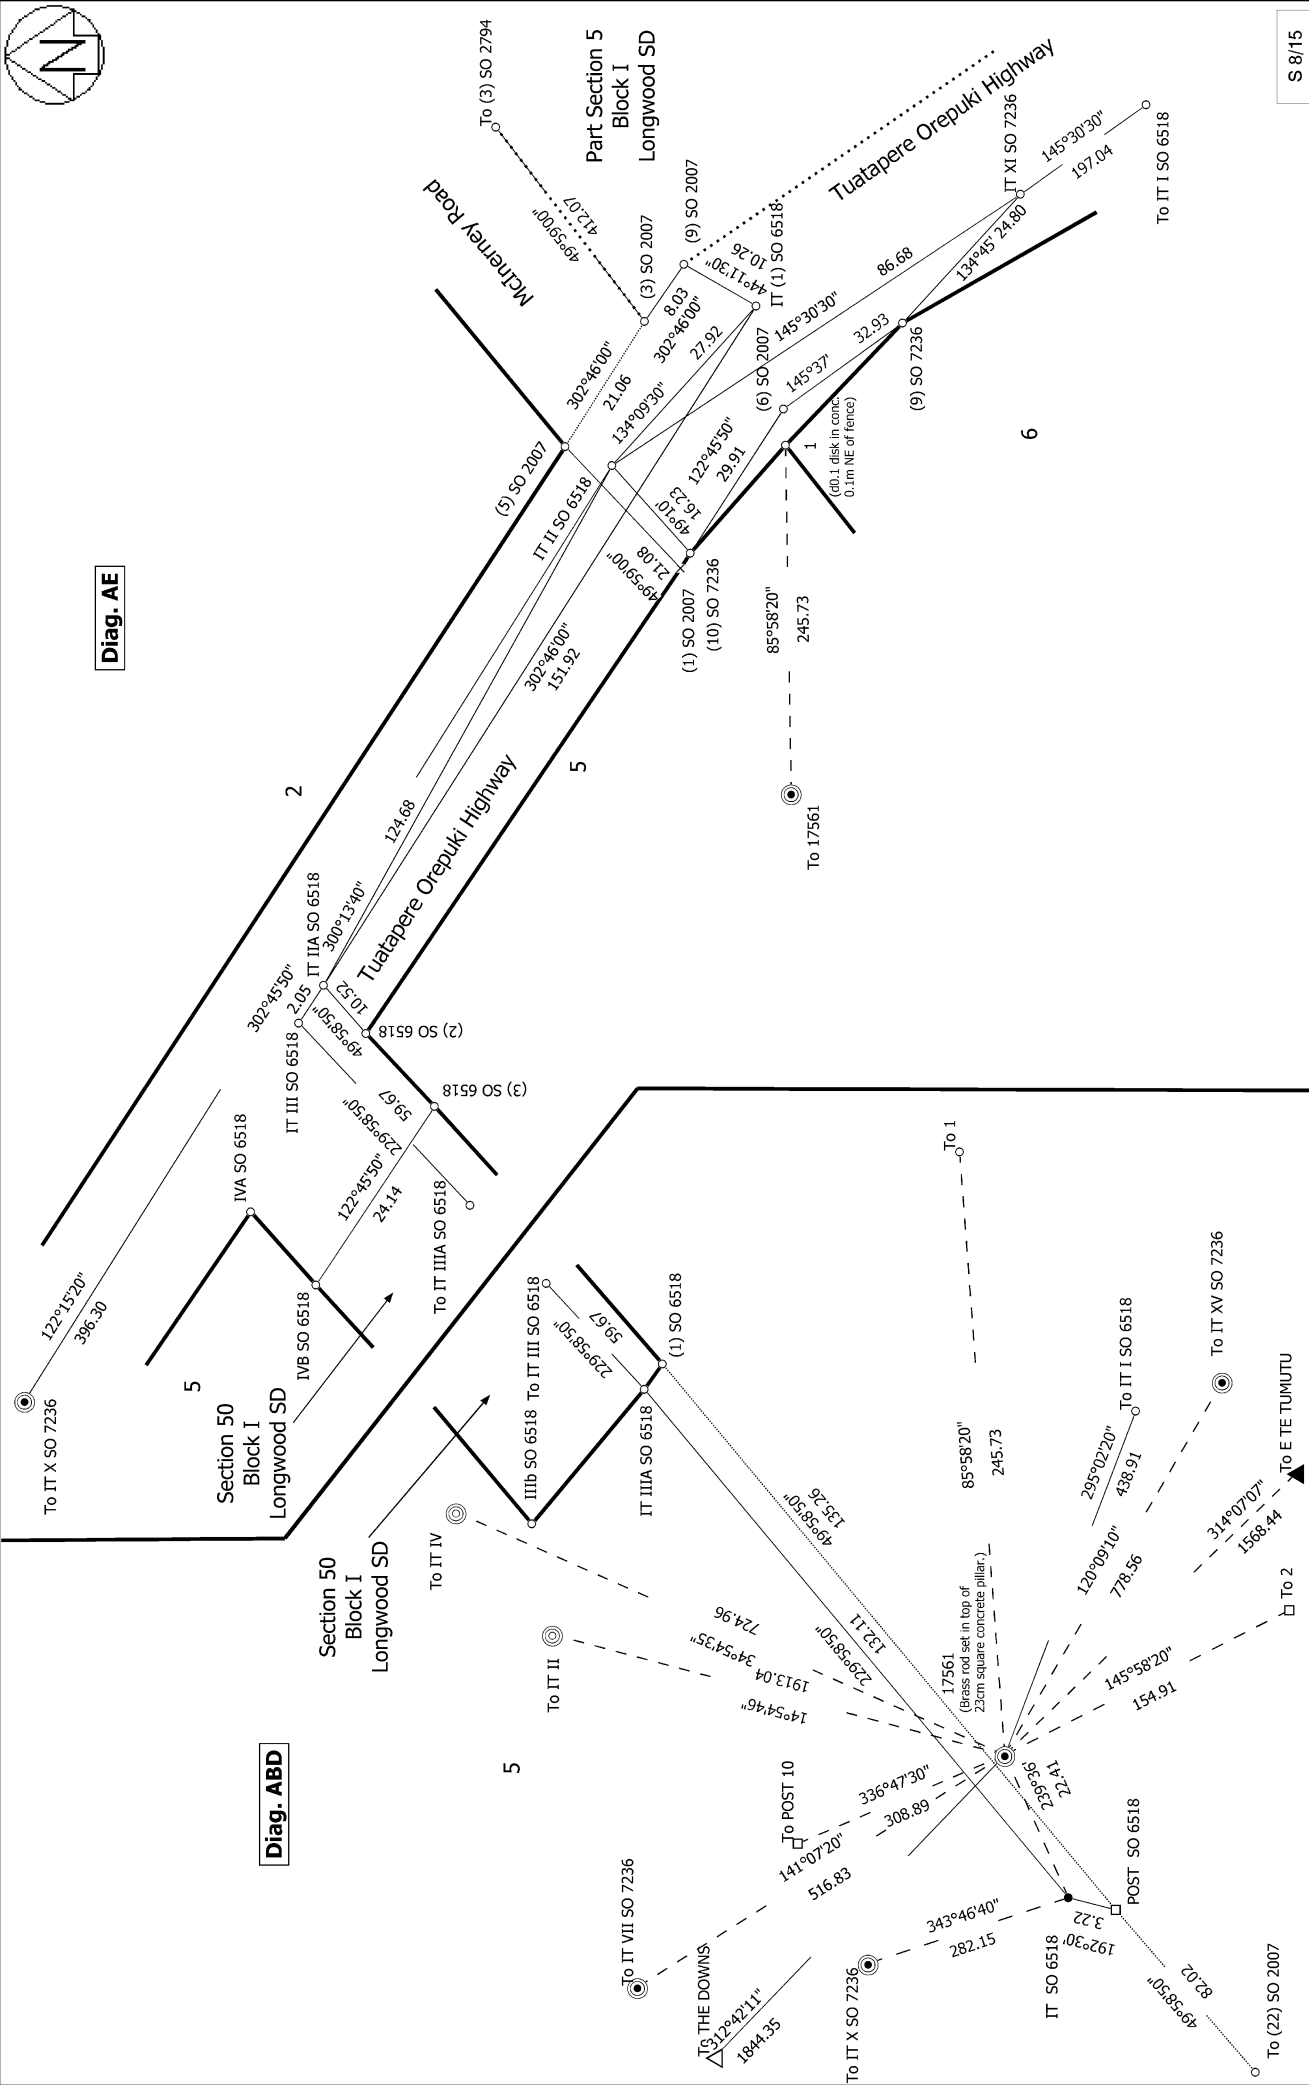 N
Diag. AE
To (3) SO 2794
Part Section 5
Block I
Longwood SD
McInerney Road
49°59'00"
412.07
(3) SO 2007
(9) SO 2007
Tuatapere Orepuki Highway
IT XI SO 7236
145°30'30"
197.04
To IT I SO 6518
S 8/15
8.03
302°46'00"
44°11'30"
10.26
IT (1) SO 6518
302°46'00"
21.06
27.92
134°09'30"
145°30'30"
86.68
134°45'
24.80
(5) SO 2007
IT II SO 6518
(6) SO 2007
145°37'
32.93
(9) SO 7236
122°45'50"
29.91
49°10'
16.23
49°59'00"
21.08
(1) SO 2007
(10) SO 7236
1
(d0.1 disk in conc.
0.1m NE of fence)
6
85°58'20"
245.73
To 17561
302°46'00"
151.92
2
5
124.68
Tuatapere Orepuki Highway
300°13'40"
IT IIA SO 6518
302°45'50"
2.05
49°58'50"
10.52
IT III SO 6518
(2) SO 6518
(3) SO 6518
229°58'50"
59.67
IVA SO 6518
122°45'50"
24.14
To IT IIIA SO 6518
IVB SO 6518
122°15'20"
396.30
To IT X SO 7236
5
Section 50
Block I
Longwood SD
Diag. ABD
Section 50
Block I
Longwood SD
To IT IV
IIIb SO 6518
To IT III SO 6518
229°58'50"
59.67
(1) SO 6518
IT IIIA SO 6518
To IT II
5
724.96
34°54'35"
1913.04
14°54'46"
49°58'50"
135.26
229°58'50"
132.11
To 1
85°58'20"
245.73
17561
(Brass rod set in top of
23cm square concrete pillar.)
To IT I SO 6518
295°02'20"
438.91
To IT XV SO 7236
120°09'10"
778.56
To E TE TUMUTU
314°07'07"
1568.44
To 2
145°58'20"
154.91
239°36'
22.41
To POST 10
336°47'30"
308.89
To IT VII SO 7236
141°07'20"
516.83
To THE DOWNS
312°42'11"
1844.35
To IT X SO 7236
343°46'40"
282.15
IT SO 6518
192°30'
3.22
POST SO 6518
49°58'50"
82.02
To (22) SO 2007